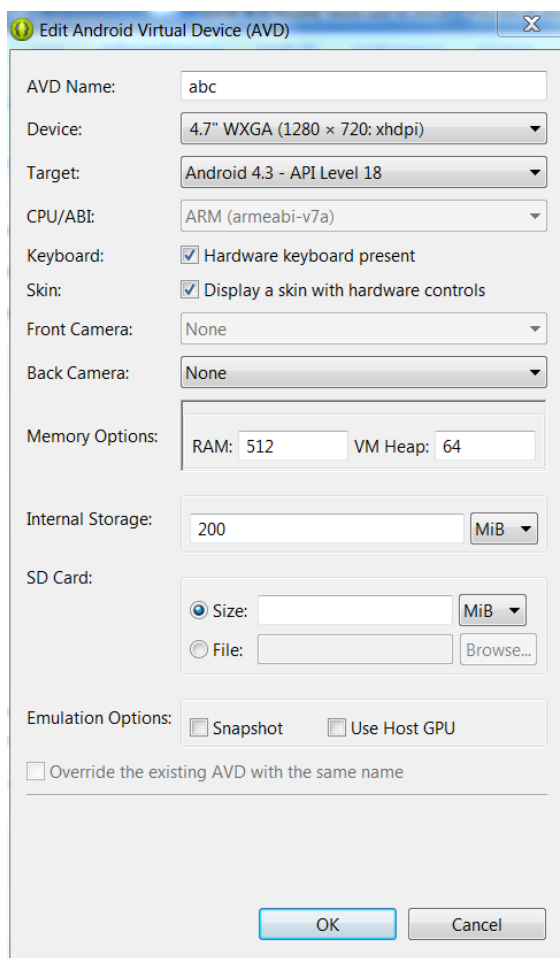 Edit Android Virtual Device (AVD)
AVD Name: abc
Device: 4.7" WXGA (1280 × 720: xhdpi)
Target: Android 4.3 - API Level 18
CPU/ABI: ARM (armeabi-v7a)
Keyboard: Hardware keyboard present
Skin: Display a skin with hardware controls
Front Camera: None
Back Camera: None
Memory Options: RAM: 512 VM Heap: 64
Internal Storage: 200 MiB
SD Card:
Size: MiB
File: Browse...
Emulation Options: Snapshot Use Host GPU
Override the existing AVD with the same name
OK Cancel